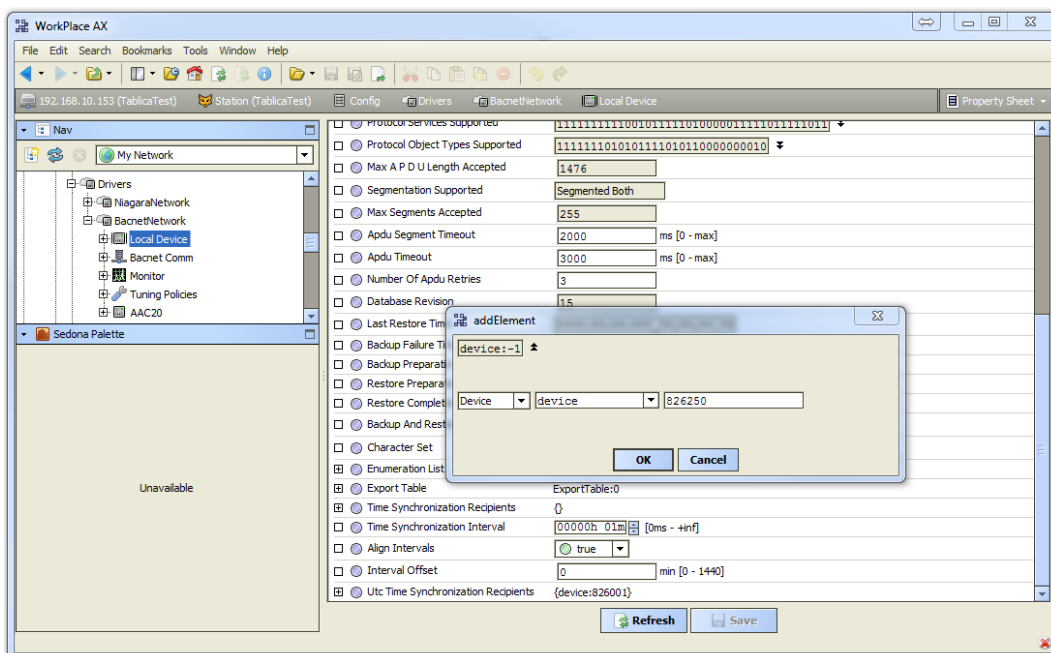 WorkPlace AX
File Edit Search Bookmarks Tools Window Help
192.168.10.153 (TablicaTest) Station (TablicaTest) Config Drivers BacnetNetwork Local Device Property Sheet
Nav
My Network
Drivers
NiagaraNetwork
BacnetNetwork
Local Device
Bacnet Comm
Monitor
Tuning Policies
AAC20
Sedona Palette
Unavailable
Protocol Services Supported
Protocol Object Types Supported
Max A P D U Length Accepted 1476
Segmentation Supported Segmented Both
Max Segments Accepted 255
Apdu Segment Timeout 2000 ms [0 - max]
Apdu Timeout 3000 ms [0 - max]
Number Of Apdu Retries 3
Database Revision 15
Last Restore Tim
Backup Failure Ti
Backup Preparati
Restore Preparat
Restore Complet
Backup And Rest
Character Set
Enumeration List
Export Table ExportTable:0
Time Synchronization Recipients {}
Time Synchronization Interval 00000h 01m [0ms - +inf]
Align Intervals true
Interval Offset 0 min [0 - 1440]
Utc Time Synchronization Recipients {device:826001}
Refresh Save
addElement
device:-1
Device device 826250
OK Cancel